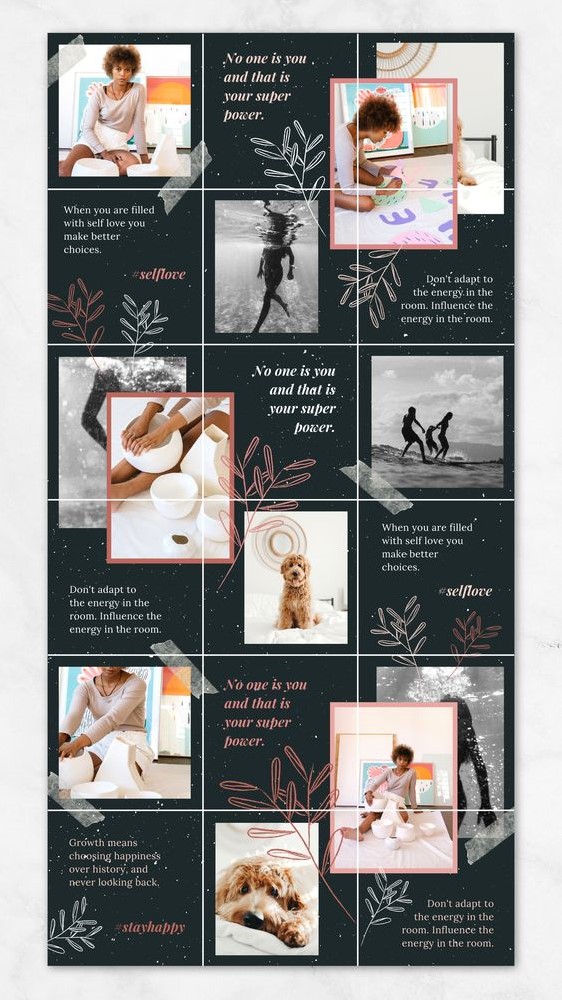 No one is you
and that is
your super
power.
When you are filled
with self love you
make better
choices.
#selflove
Don't adapt to
the energy in the
room. Influence the
energy in the room.
No one is you
and that is
your super
power.
Don't adapt to
the energy in the
room. Influence the
energy in the room.
When you are filled
with self love you
make better
choices.
#selflove
No one is you
and that is
your super
power.
Growth means
choosing happiness
over history, and
never looking back.
#stayhappy
Don't adapt to
the energy in the
room. Influence the
energy in the room.